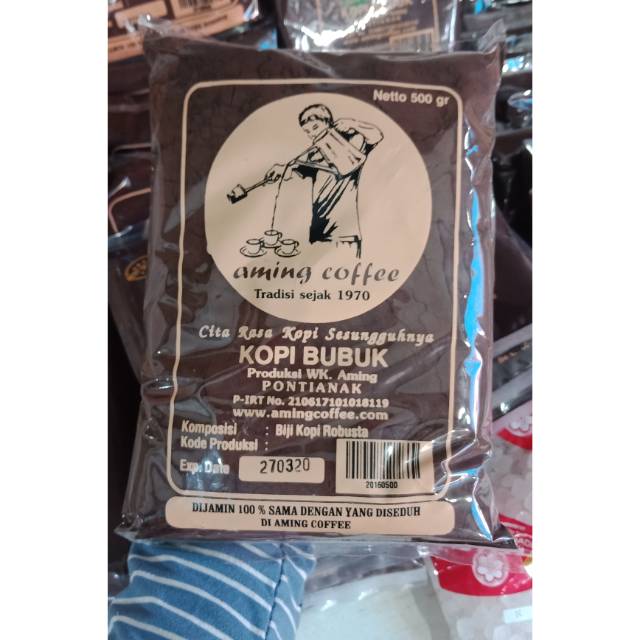 Netto 500 gr
aming coffee
Tradisi sejak 1970
Cita Rasa Kopi Sesungguhnya
KOPI BUBUK
Produksi WK. Aming
PONTIANAK
P-IRT No. 210617101018119
www.amingcoffee.com
Komposisi : Biji Kopi Robusta
Kode Produksi :
Exp. Date 270320
20160500
DIJAMIN 100 % SAMA DENGAN YANG DISEDUH
DI AMING COFFEE